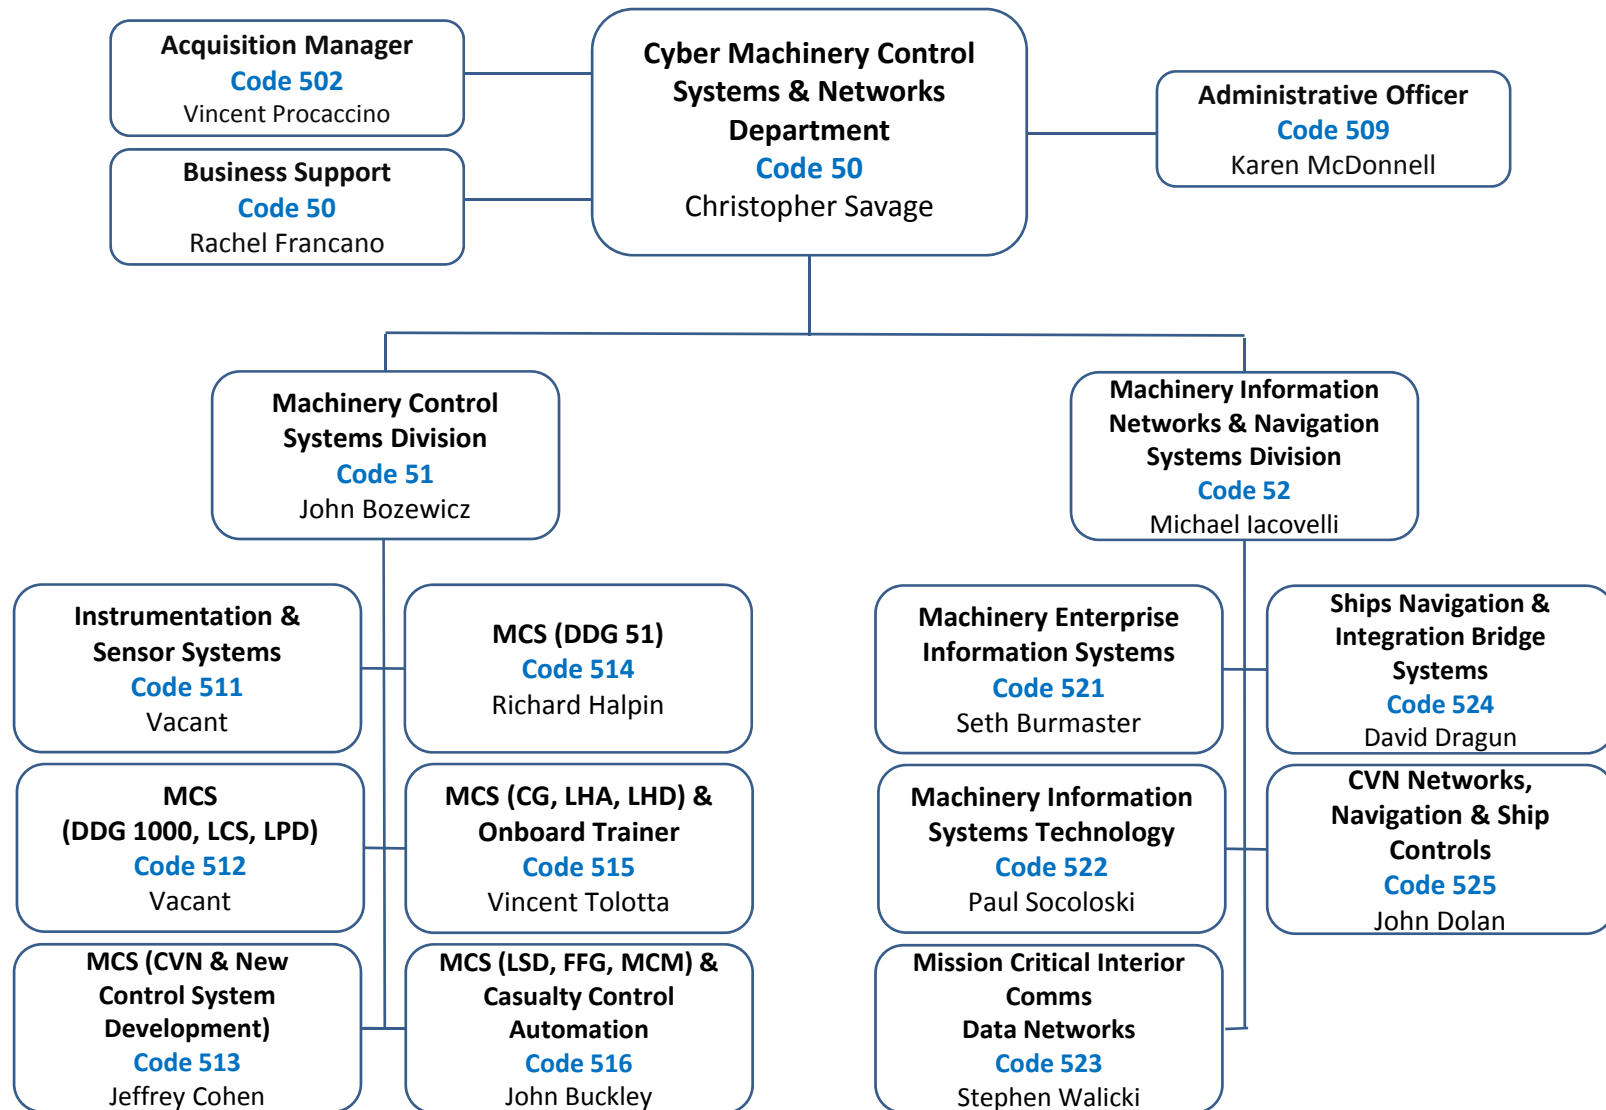 Acquisition Manager
Code 502
Vincent Procaccino
Business Support
Code 50
Rachel Francano
Cyber Machinery Control
Systems & Networks
Department
Code 50
Christopher Savage
Administrative Officer
Code 509
Karen McDonnell
Machinery Control
Systems Division
Code 51
John Bozewicz
Machinery Information
Networks & Navigation
Systems Division
Code 52
Michael Iacovelli
Instrumentation &
Sensor Systems
Code 511
Vacant
MCS (DDG 51)
Code 514
Richard Halpin
MCS
(DDG 1000, LCS, LPD)
Code 512
Vacant
MCS (CG, LHA, LHD) &
Onboard Trainer
Code 515
Vincent Tolotta
MCS (CVN & New
Control System
Development)
Code 513
Jeffrey Cohen
MCS (LSD, FFG, MCM) &
Casualty Control
Automation
Code 516
John Buckley
Machinery Enterprise
Information Systems
Code 521
Seth Burmaster
Ships Navigation &
Integration Bridge
Systems
Code 524
David Dragun
Machinery Information
Systems Technology
Code 522
Paul Socoloski
CVN Networks,
Navigation & Ship
Controls
Code 525
John Dolan
Mission Critical Interior
Comms
Data Networks
Code 523
Stephen Walicki